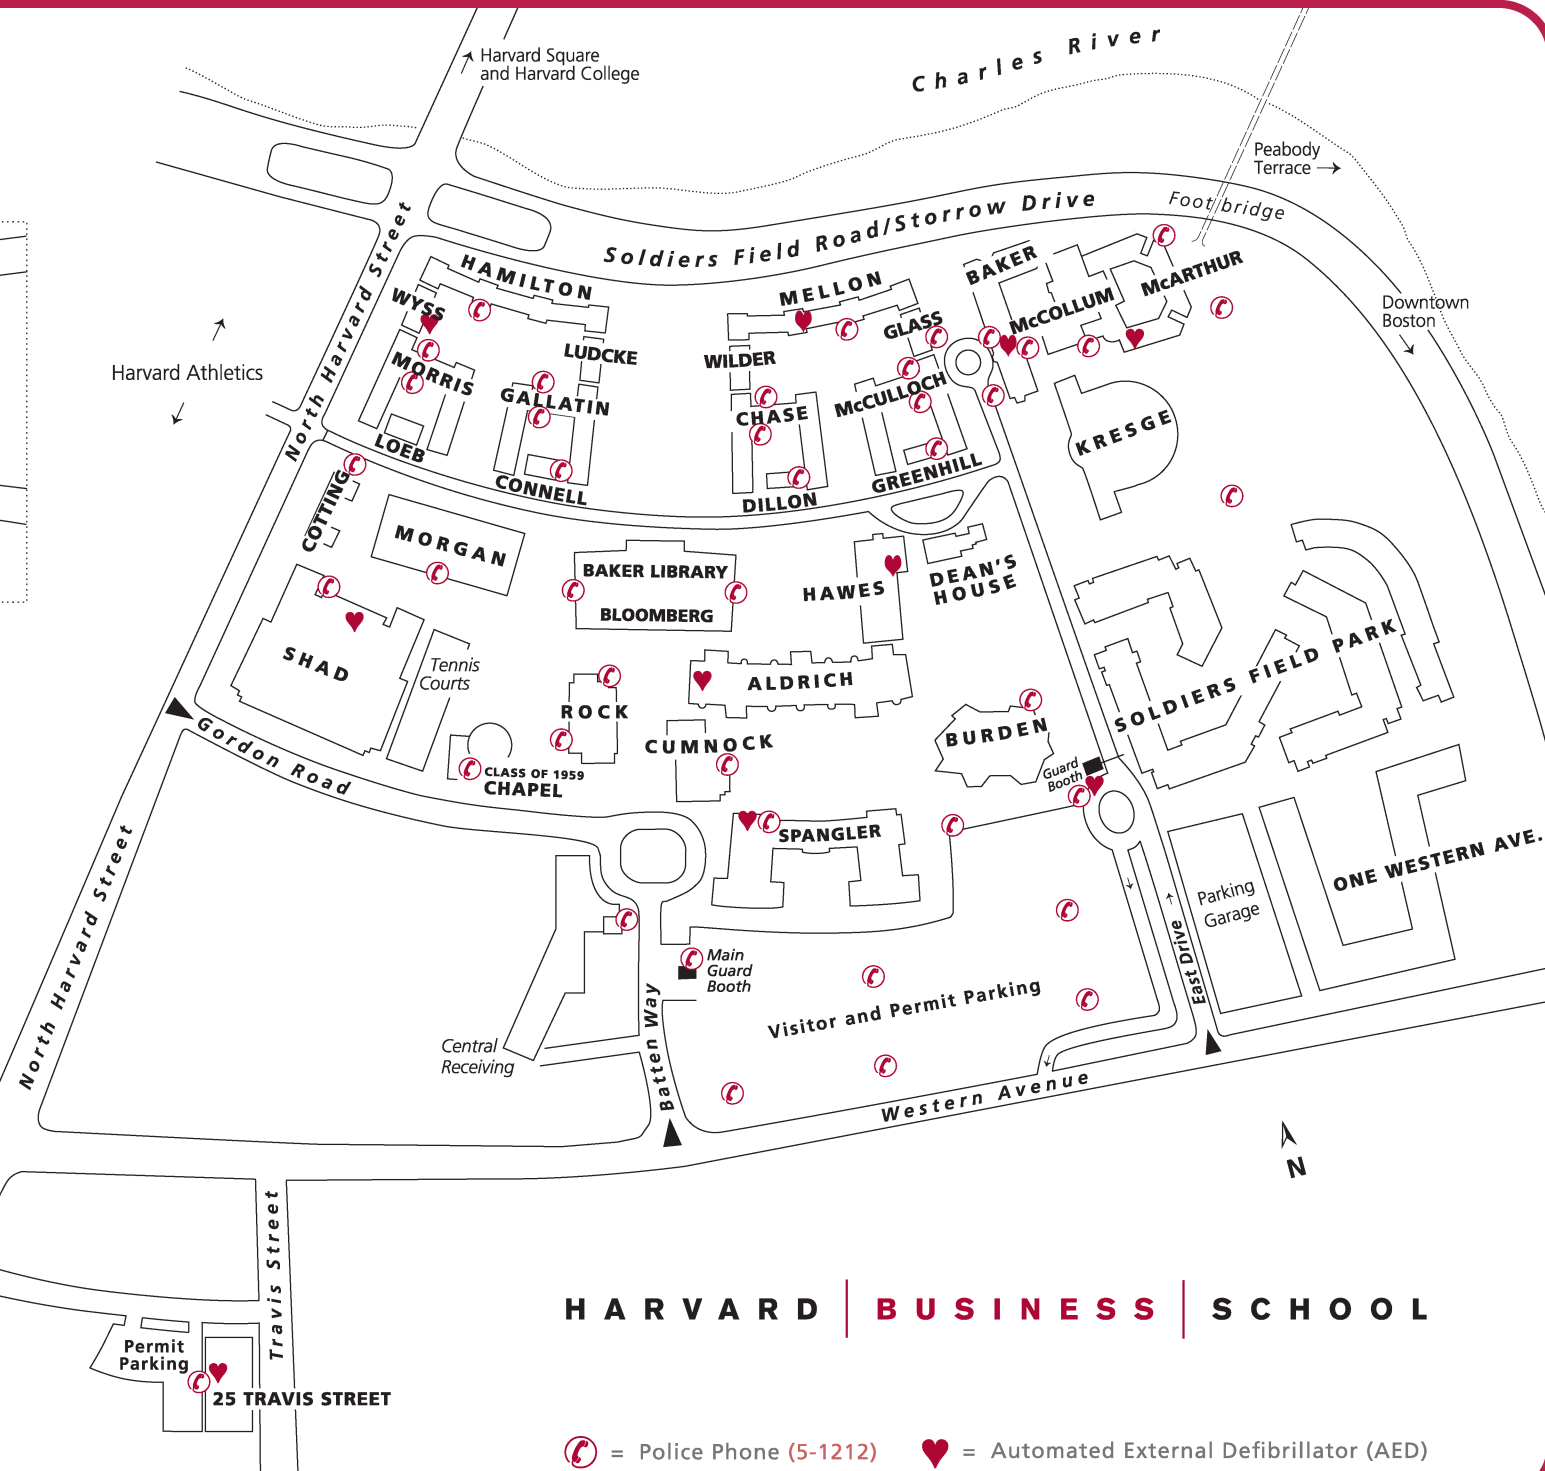 Harvard Square
and Harvard College
Charles River
Peabody
Terrace
Footbridge
Soldiers Field Road/Storrow Drive
North Harvard Street
Harvard Athletics
Downtown
Boston
HAMILTON
WYSS
MORRIS
LOEB
LUDCKE
GALLATIN
CONNELL
MELLON
WILDER
CHASE
DILLON
GLASS
McCULLOCH
GREENHILL
BAKER
McCOLLUM
McARTHUR
KRESGE
COTTING
MORGAN
BAKER LIBRARY
BLOOMBERG
HAWES
DEAN'S
HOUSE
SHAD
Tennis
Courts
ROCK
ALDRICH
CUMNOCK
BURDEN
SOLDIERS FIELD PARK
Guard
Booth
Gordon Road
CLASS OF 1959
CHAPEL
SPANGLER
ONE WESTERN AVE.
Parking
Garage
East Drive
North Harvard Street
Main
Guard
Booth
Visitor and Permit Parking
Central
Receiving
Batten Way
Western Avenue
N
Travis Street
Permit
Parking
25 TRAVIS STREET
HARVARD BUSINESS SCHOOL
= Police Phone (5-1212)
= Automated External Defibrillator (AED)